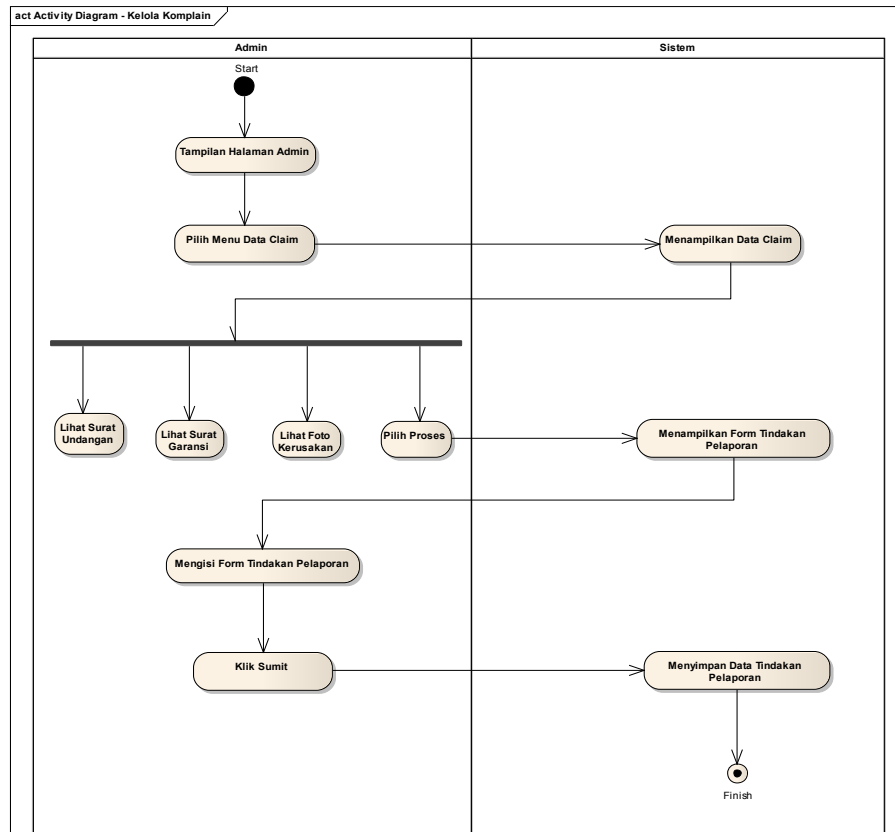 act Activity Diagram - Kelola Komplain
Admin
Sistem
Start
Tampilan Halaman Admin
Pilih Menu Data Claim
Menampilkan Data Claim
Lihat Surat
Undangan
Lihat Surat
Garansi
Lihat Foto
Kerusakan
Pilih Proses
Menampilkan Form Tindakan
Pelaporan
Mengisi Form Tindakan Pelaporan
Klik Sumit
Menyimpan Data Tindakan
Pelaporan
Finish